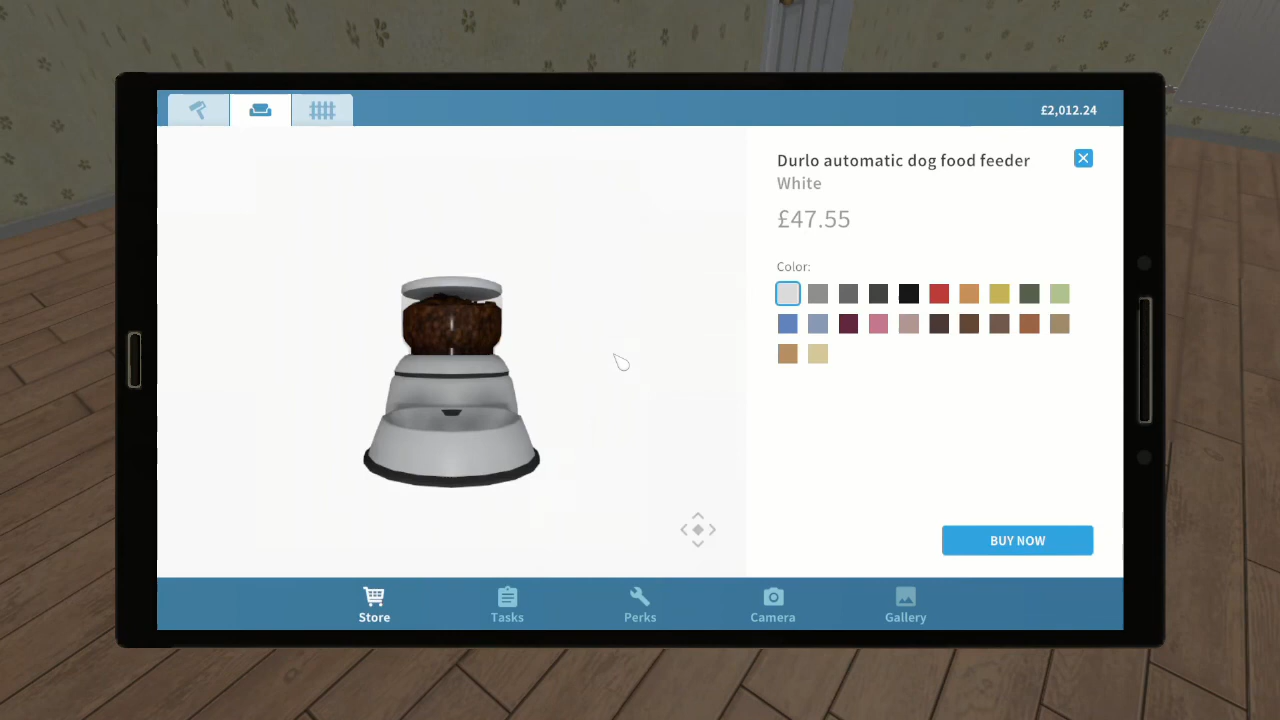 £2,012.24
Durlo automatic dog food feeder
White
£47.55
Color:
BUY NOW
Store
Tasks
Perks
Camera
Gallery